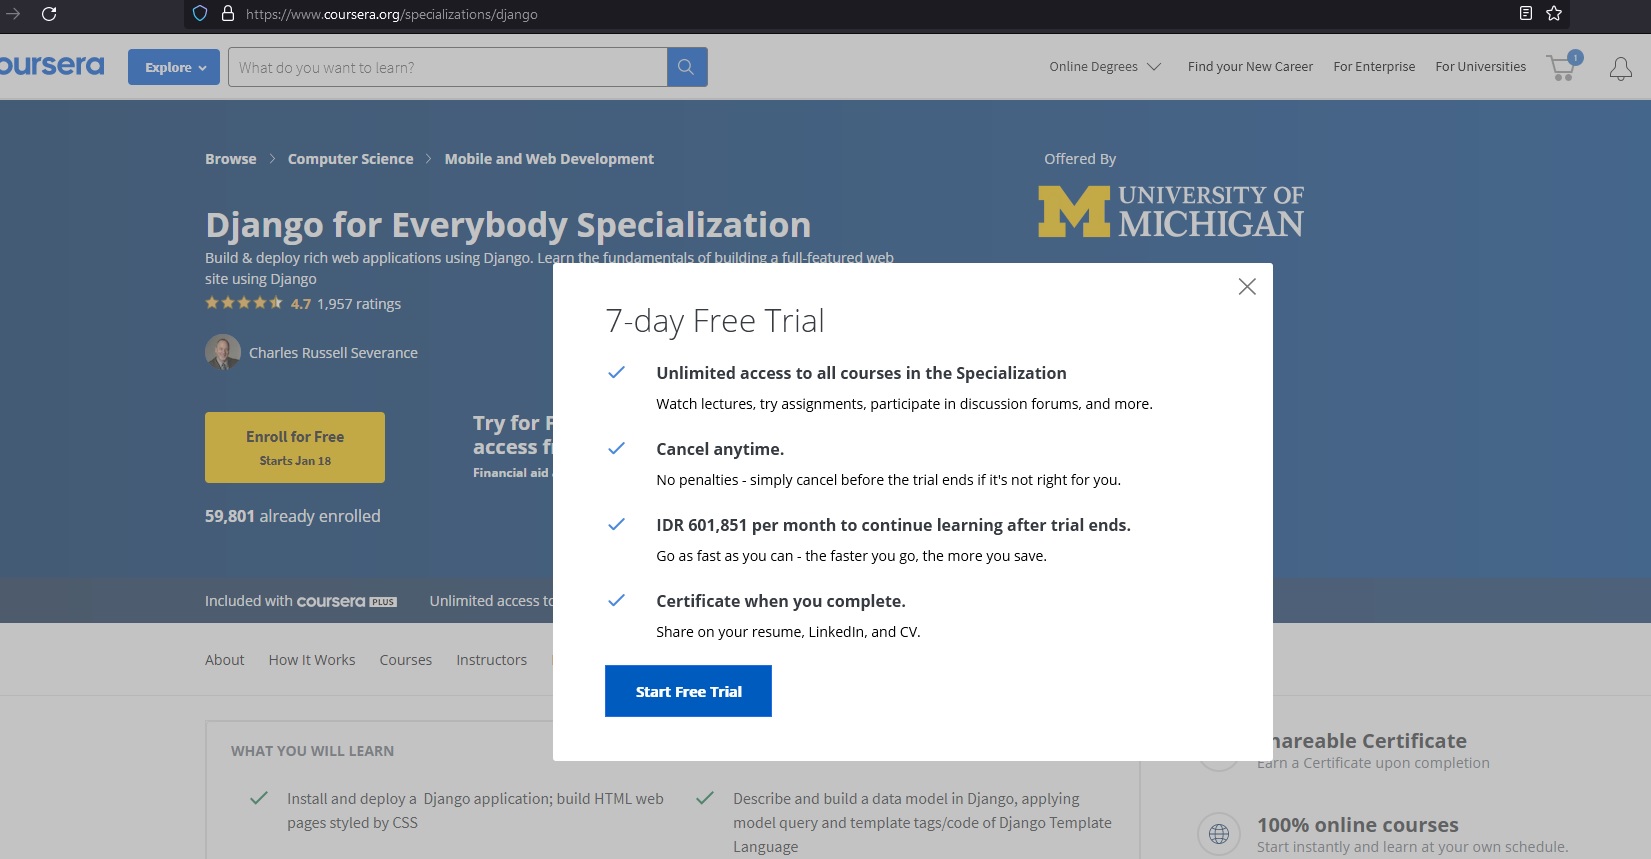 https://www.coursera.org/specializations/django
oursera
Explore
What do you want to learn?
Online Degrees
Find your New Career
For Enterprise
For Universities
1
Browse > Computer Science > Mobile and Web Development
Offered By
UNIVERSITY OF
MICHIGAN
Django for Everybody Specialization
Build & deploy rich web applications using Django. Learn the fundamentals of building a full-featured web
site using Django
4.7 1,957 ratings
Charles Russell Severance
Enroll for Free
Starts Jan 18
Try for F
access f
Financial aid
59,801 already enrolled
Included with coursera PLUS
Unlimited access to
About
How It Works
Courses
Instructors
7-day Free Trial
Unlimited access to all courses in the Specialization
Watch lectures, try assignments, participate in discussion forums, and more.
Cancel anytime.
No penalties - simply cancel before the trial ends if it's not right for you.
IDR 601,851 per month to continue learning after trial ends.
Go as fast as you can - the faster you go, the more you save.
Certificate when you complete.
Share on your resume, LinkedIn, and CV.
Start Free Trial
WHAT YOU WILL LEARN
Install and deploy a Django application; build HTML web
pages styled by CSS
Describe and build a data model in Django, applying
model query and template tags/code of Django Template
Language
hareable Certificate
Earn a Certificate upon completion
100% online courses
Start instantly and learn at your own schedule.